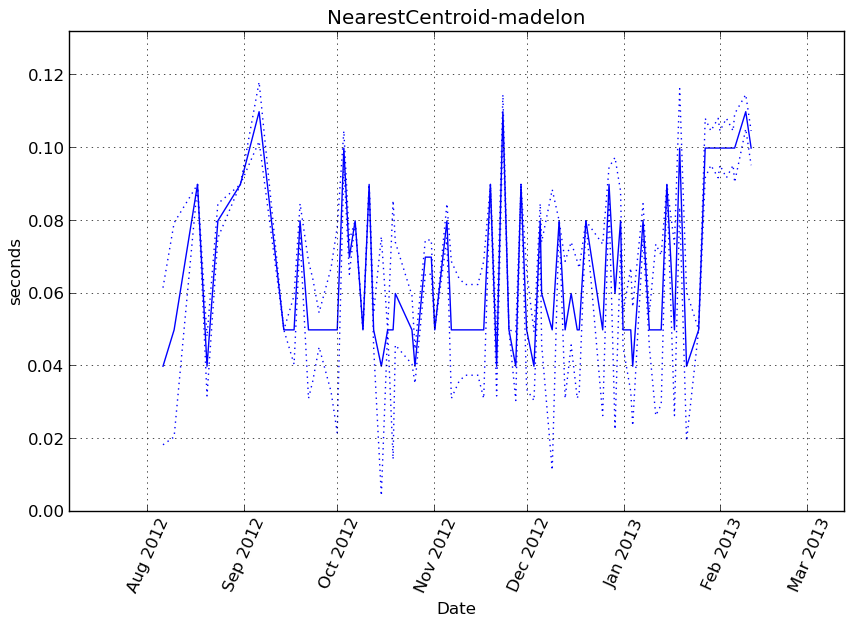 NearestCentroid-madelon
0.12
0.10
0.08
0.06
0.04
0.02
0.00
seconds
Aug 2012
Sep 2012
Oct 2012
Nov 2012
Dec 2012
Jan 2013
Feb 2013
Mar 2013
Date